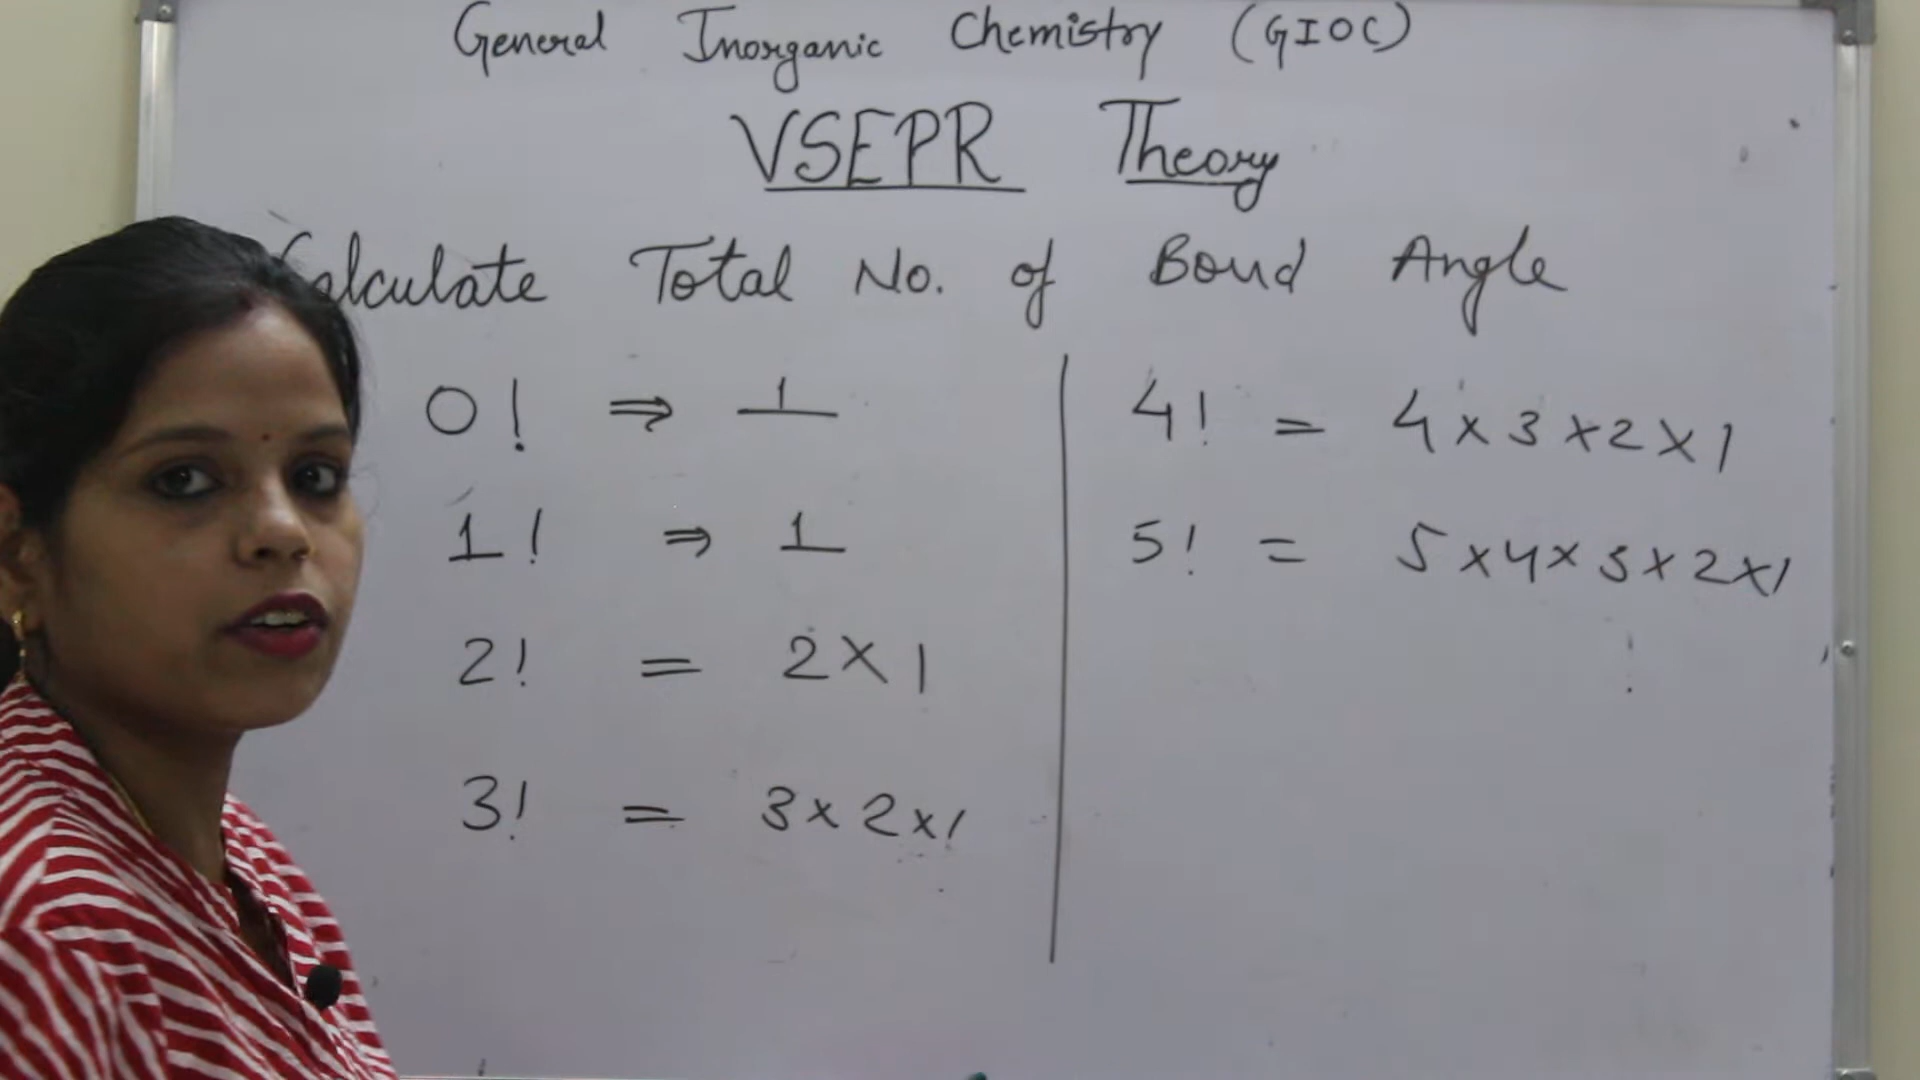 General Inorganic Chemistry (GIOC)
VSEPR Theory
Calculate Total No. of Bond Angle
0! ⇒ 1
1! ⇒ 1
2! = 2 × 1
3! = 3 × 2 × 1
4! = 4 × 3 × 2 × 1
5! = 5 × 4 × 3 × 2 × 1